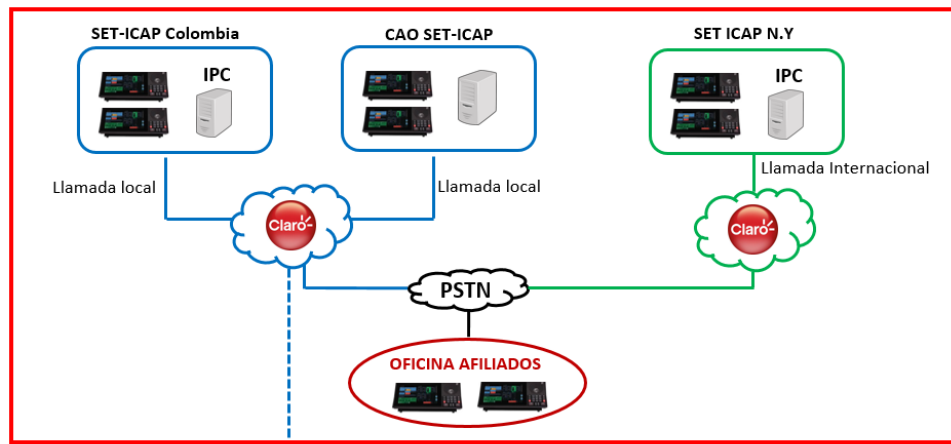 SET-ICAP Colombia
CAO SET-ICAP
SET ICAP N.Y
IPC
IPC
Llamada local
Llamada local
Llamada Internacional
Claro
Claro
PSTN
OFICINA AFILIADOS